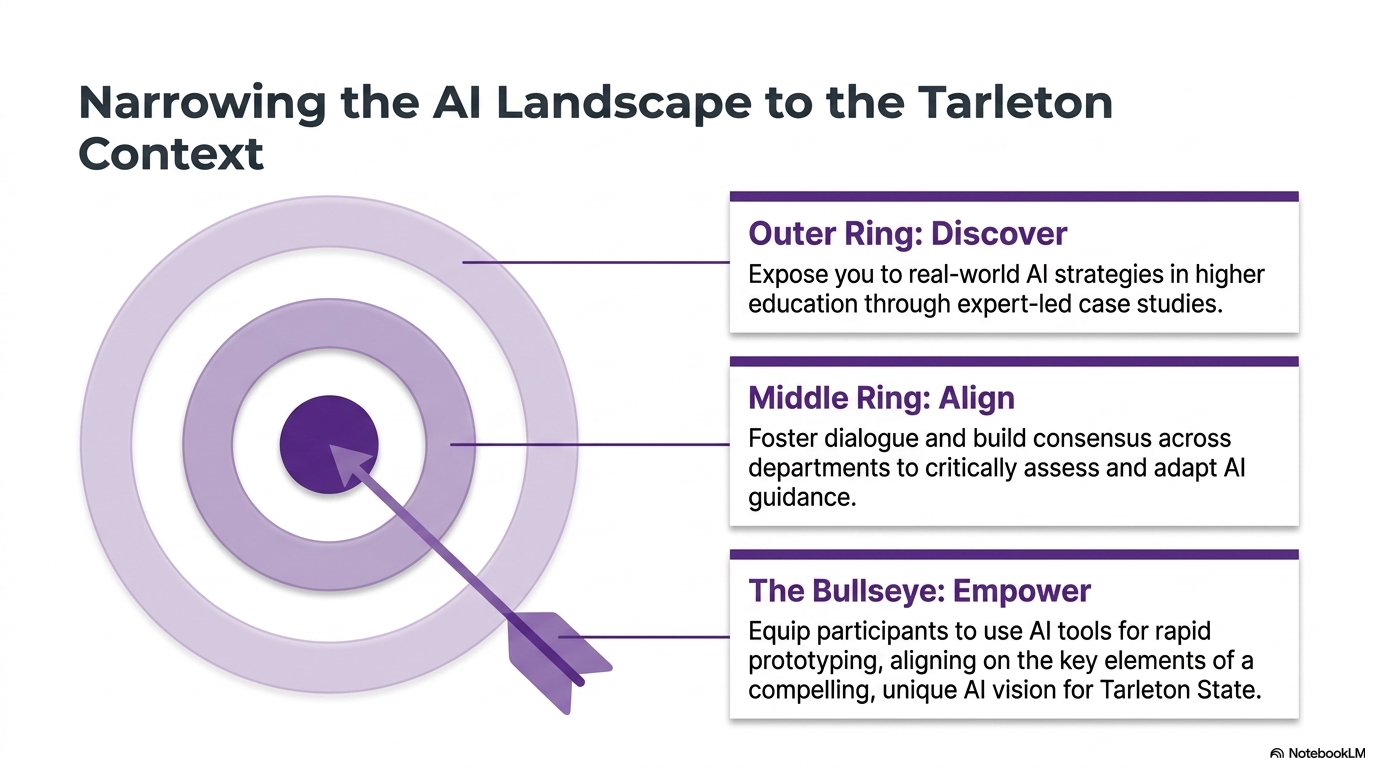 Narrowing the AI Landscape to the Tarleton
Context
Outer Ring: Discover
Expose you to real-world AI strategies in higher
education through expert-led case studies.
Middle Ring: Align
Foster dialogue and build consensus across
departments to critically assess and adapt AI
guidance.
The Bullseye: Empower
Equip participants to use AI tools for rapid
prototyping, aligning on the key elements of a
compelling, unique AI vision for Tarleton State.
NotebookLM